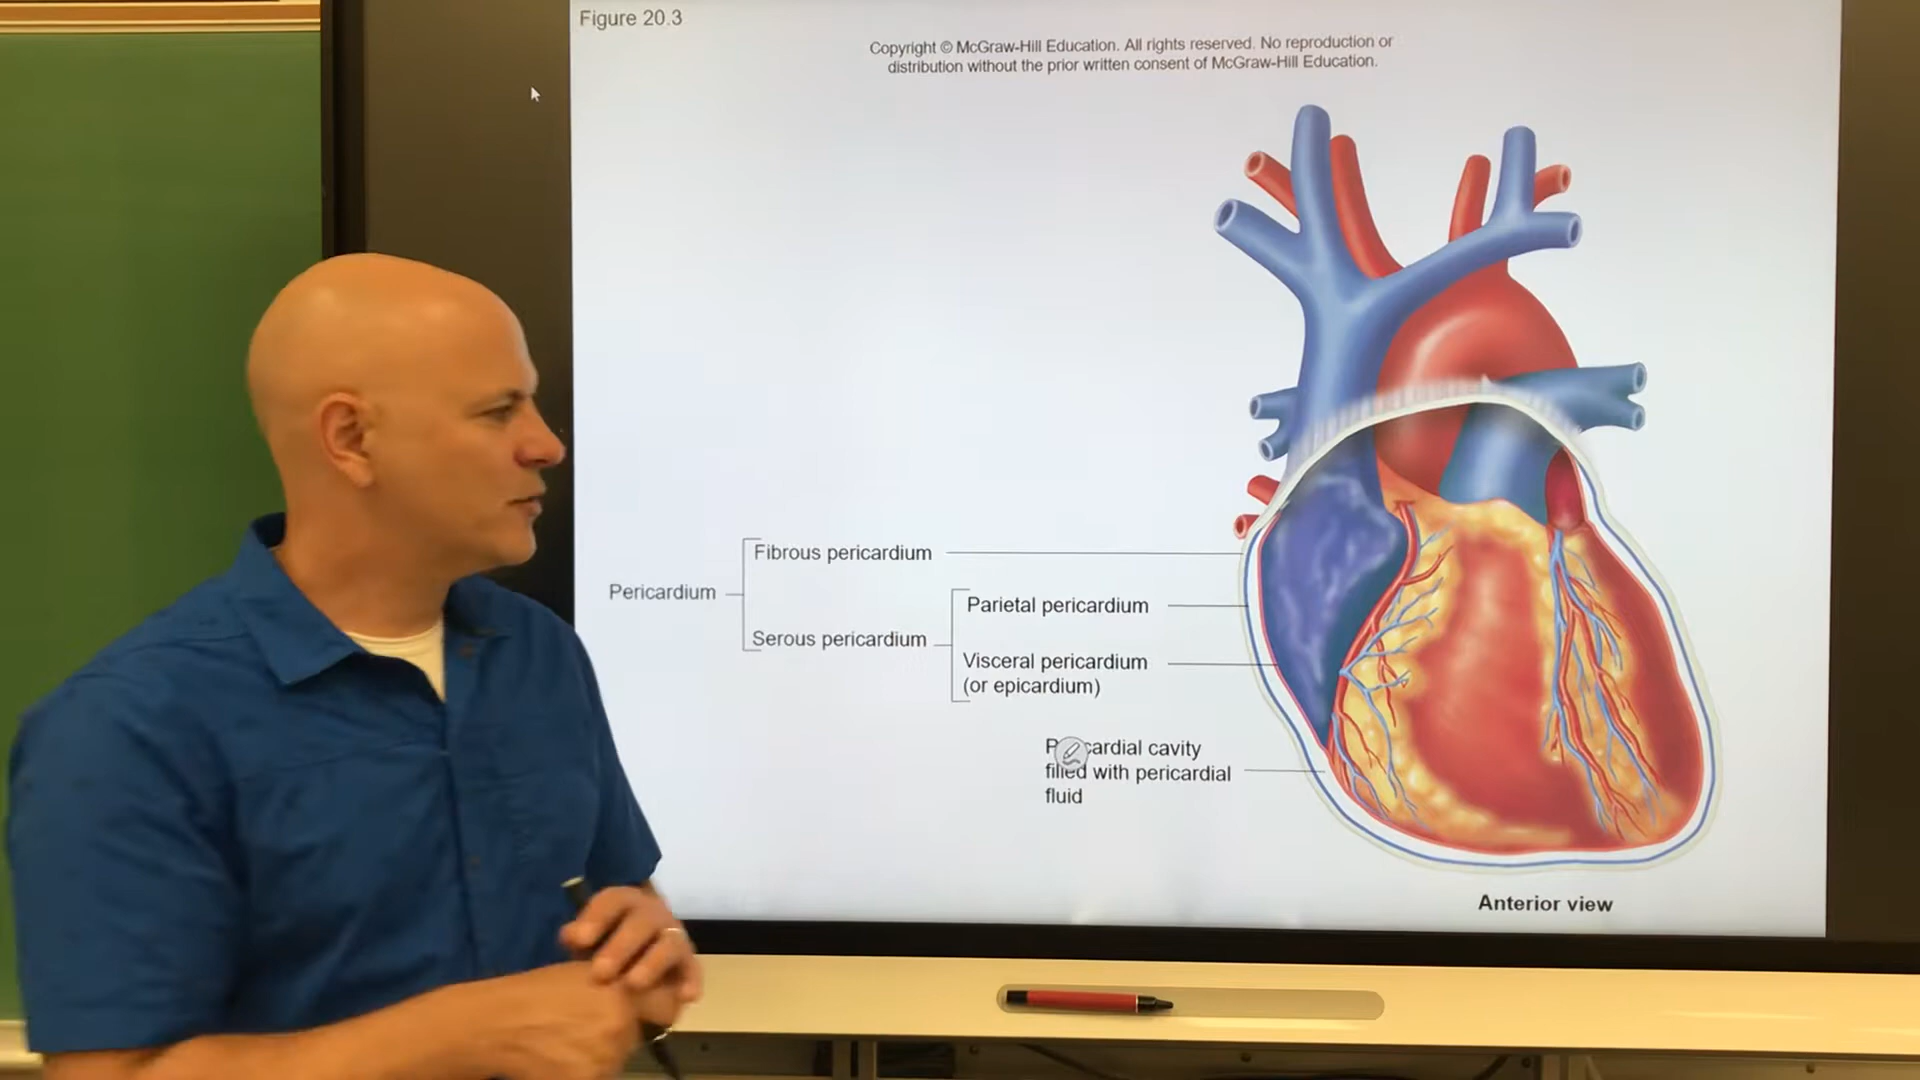 Figure 20.3
Copyright © McGraw-Hill Education. All rights reserved. No reproduction or
distribution without the prior written consent of McGraw-Hill Education.
Fibrous pericardium
Pericardium
Parietal pericardium
Serous pericardium
Visceral pericardium
(or epicardium)
cavity
filled with pericardial
fluid
Anterior view